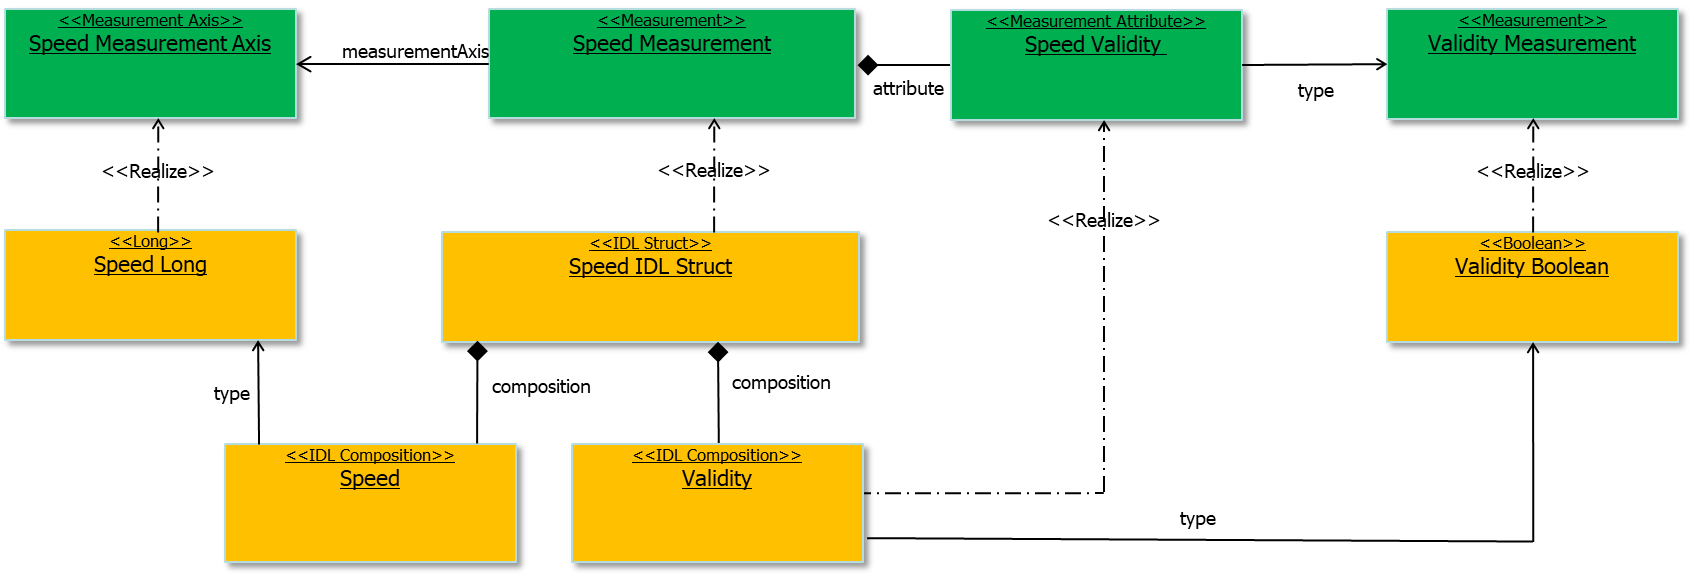 <<Measurement Axis>>
Speed Measurement Axis
<<Measurement>>
Speed Measurement
<<Measurement Attribute>>
Speed Validity
<<Measurement>>
Validity Measurement
measurementAxis
attribute
type
<<Realize>>
<<Realize>>
<<Realize>>
<<Realize>>
<<Long>>
Speed Long
<<IDL Struct>>
Speed IDL Struct
<<Boolean>>
Validity Boolean
type
composition
composition
<<IDL Composition>>
Speed
<<IDL Composition>>
Validity
type